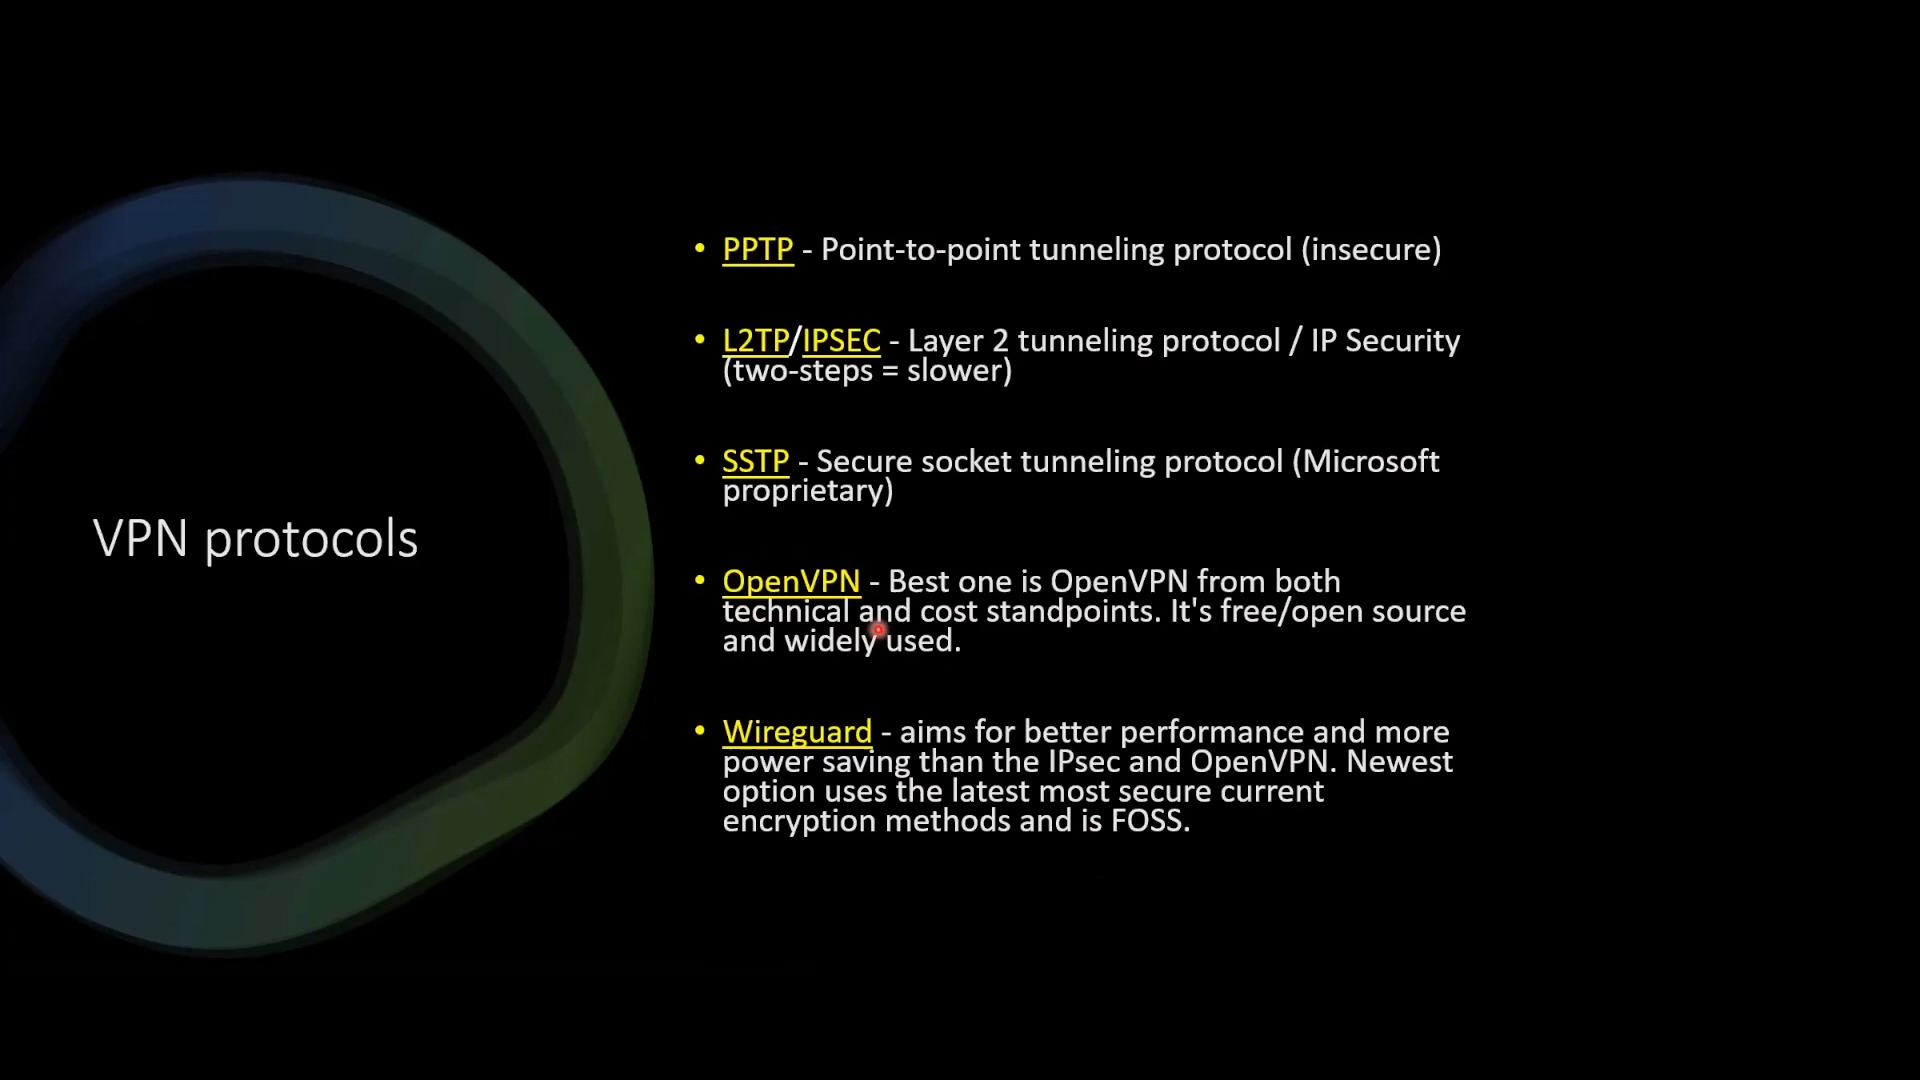 VPN protocols
• PPTP - Point-to-point tunneling protocol (insecure)
• L2TP/IPSEC - Layer 2 tunneling protocol / IP Security
(two-steps = slower)
• SSTP - Secure socket tunneling protocol (Microsoft
proprietary)
• OpenVPN - Best one is OpenVPN from both
technical and cost standpoints. It's free/open source
and widely used.
• Wireguard - aims for better performance and more
power saving than the IPsec and OpenVPN. Newest
option uses the latest most secure current
encryption methods and is FOSS.